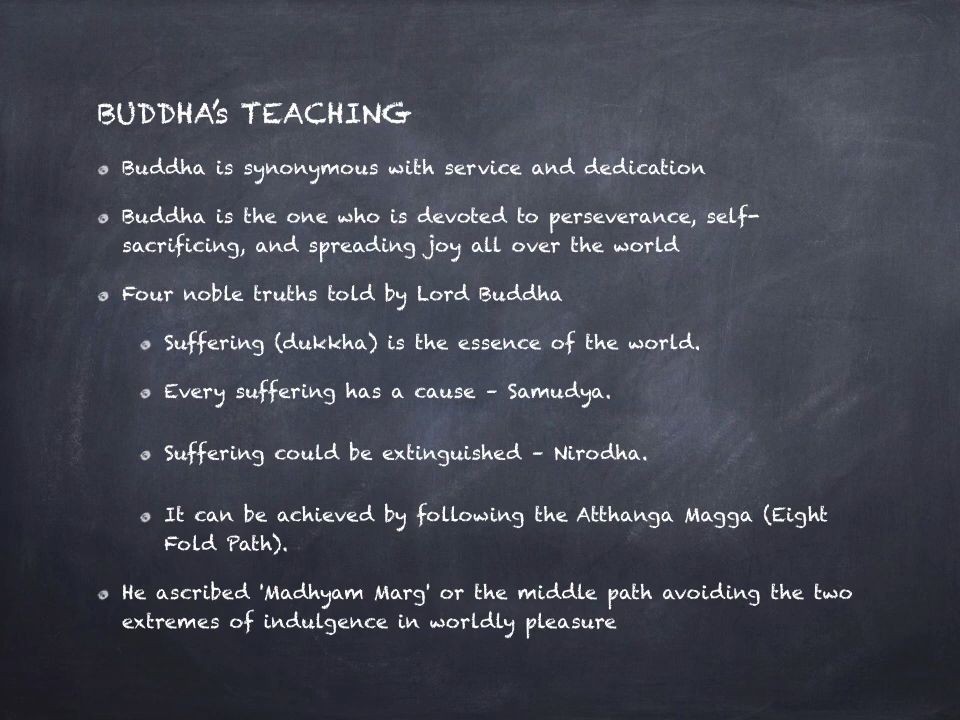 BUDDHA's TEACHING
Buddha is synonymous with service and dedication
Buddha is the one who is devoted to perseverance, self-
sacrificing, and spreading joy all over the world
Four noble truths told by Lord Buddha
Suffering (dukkha) is the essence of the world.
Every suffering has a cause – Samudya.
Suffering could be extinguished – Nirodha.
It can be achieved by following the Atthanga Magga (Eight
Fold Path).
He ascribed 'Madhyam Marg' or the middle path avoiding the two
extremes of indulgence in worldly pleasure